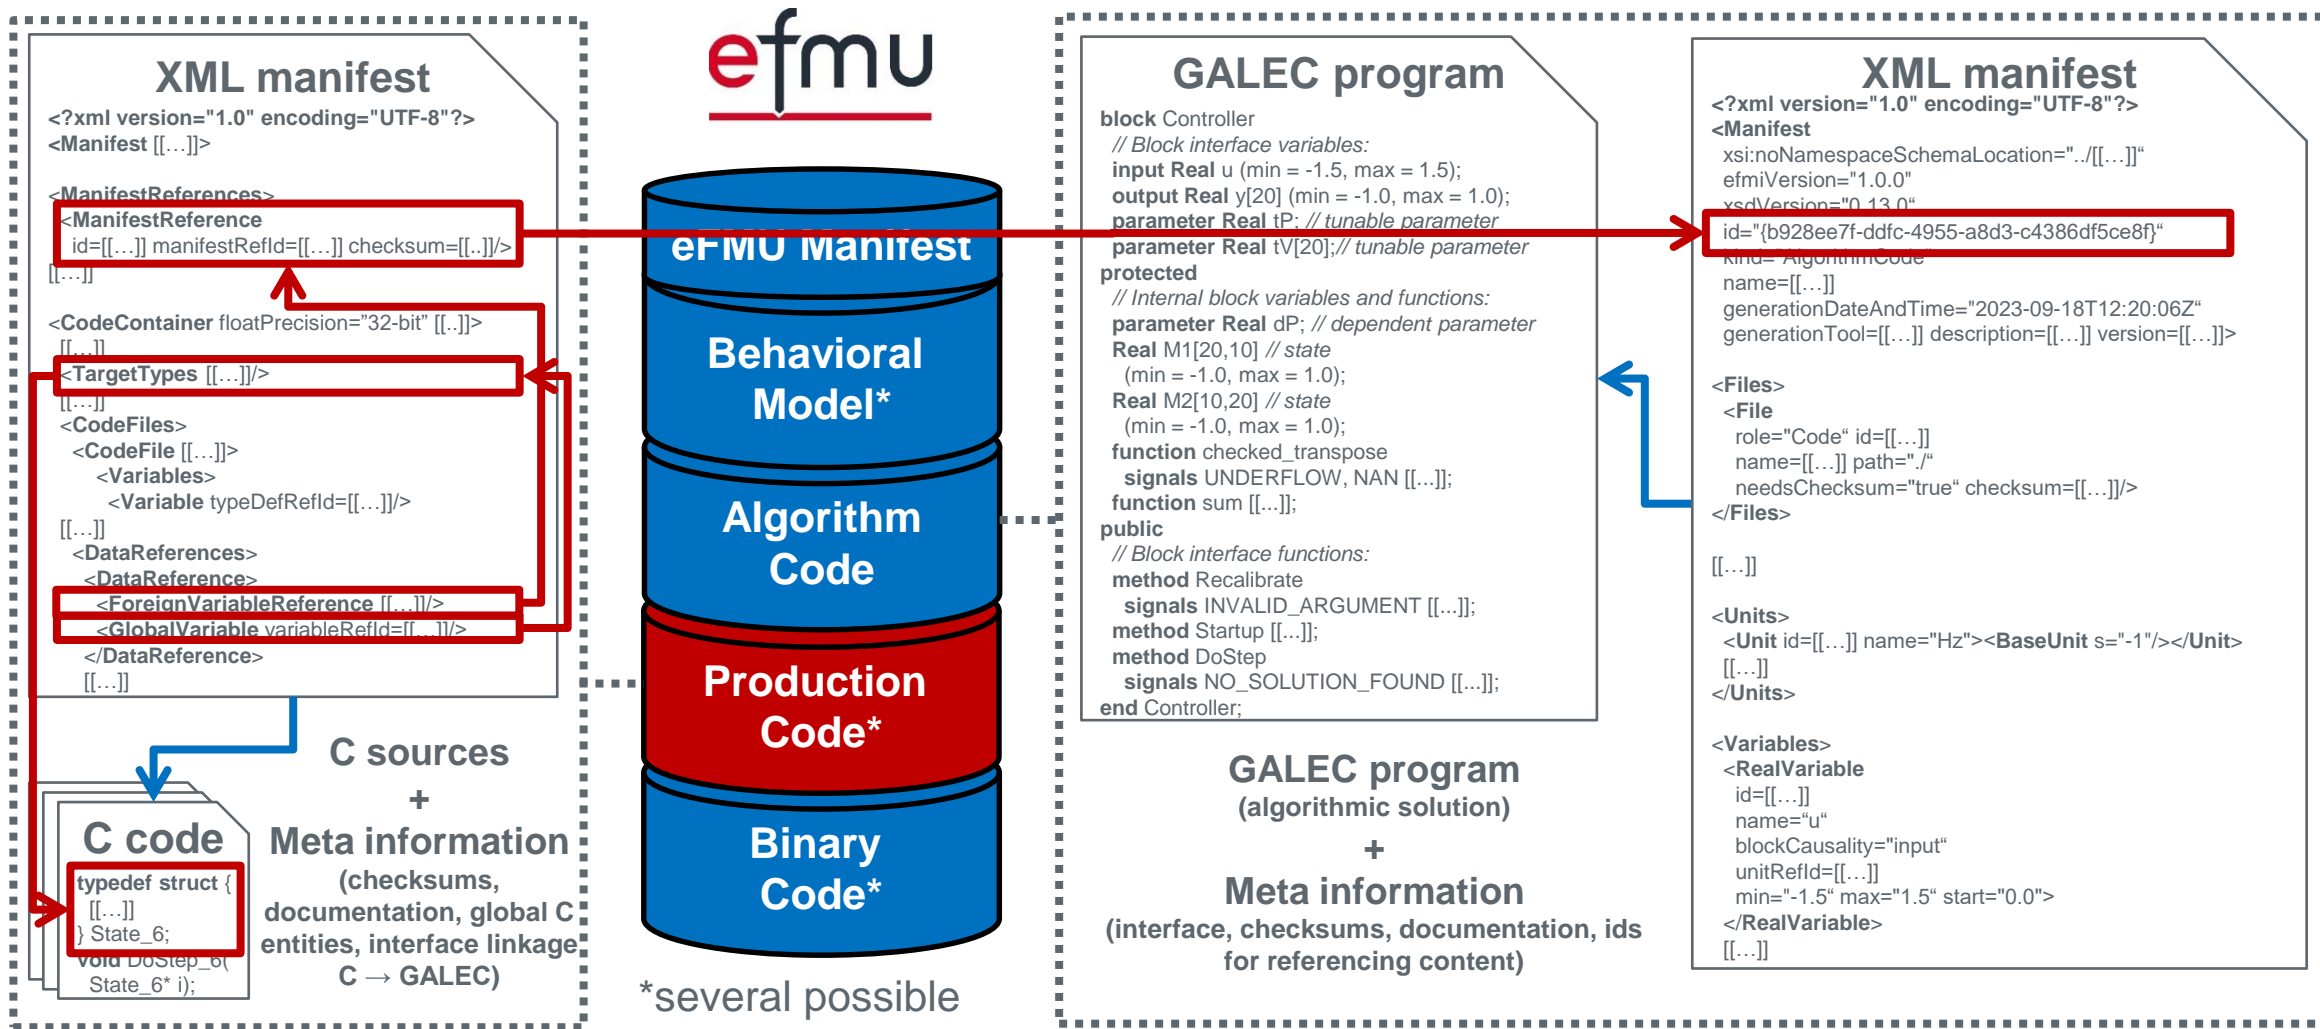 XML manifest
<?xml version="1.0" encoding="UTF-8"?>
<Manifest [[…]]>
<ManifestReferences>
<ManifestReference
id=[[…]] manifestRefId=[[…]] checksum=[[..]]/>
[[…]]
<CodeContainer floatPrecision=”32-bit” [[..]]>
[[…]]
<TargetTypes [[…]]/>
[[…]]
<CodeFiles>
<CodeFile [[…]]>
<Variables>
<Variable typeDefRefId=[[…]]/>
[[…]]
<DataReferences>
<DataReference>
<ForeignVariableReference [[…]]/>
<GlobalVariable variableRefId=[[…]]/>
</DataReference>
[[…]]
C code
typedef struct {
[[…]]
} State_6;
void DoStep_6(
State_6* i);
C sources
+
Meta information
(checksums,
documentation, global C
entities, interface linkage
C → GALEC)
efmu
eFMU Manifest
Behavioral
Model*
Algorithm
Code
Production
Code*
Binary
Code*
*several possible
GALEC program
block Controller
// Block interface variables:
input Real u (min = -1.5, max = 1.5);
output Real y[20] (min = -1.0, max = 1.0);
parameter Real tP; // tunable parameter
parameter Real tV[20];// tunable parameter
protected
// Internal block variables and functions:
parameter Real dP; // dependent parameter
Real M1[20,10] // state
(min = -1.0, max = 1.0);
Real M2[10,20] // state
(min = -1.0, max = 1.0);
function checked_transpose
signals UNDERFLOW, NAN [[...]];
function sum [[...]];
public
// Block interface functions:
method Recalibrate
signals INVALID_ARGUMENT [[...]];
method Startup [[...]];
method DoStep
signals NO_SOLUTION_FOUND [[...]];
end Controller;
GALEC program
(algorithmic solution)
+
Meta information
(interface, checksums, documentation, ids
for referencing content)
XML manifest
<?xml version="1.0" encoding="UTF-8"?>
<Manifest
xsi:noNamespaceSchemaLocation="../[[…]]“
efmiVersion="1.0.0"
xsdVersion="0.13.0“
id="{b928ee7f-ddfc-4955-a8d3-c4386df5ce8f}“
kind="AlgorithmCode"
name=[[…]]
generationDateAndTime="2023-09-18T12:20:06Z“
generationTool=[[…]] description=[[…]] version=[[…]]>
<Files>
<File
role="Code“ id=[[…]]
name=[[…]] path="./“
needsChecksum="true“ checksum=[[…]]/>
</Files>
[[…]]
<Units>
<Unit id=[[…]] name="Hz"><BaseUnit s="-1"/></Unit>
[[…]]
</Units>
<Variables>
<RealVariable
id=[[…]]
name=“u“
blockCausality="input“
unitRefId=[[…]]
min="-1.5“ max="1.5“ start="0.0">
</RealVariable>
[[…]]